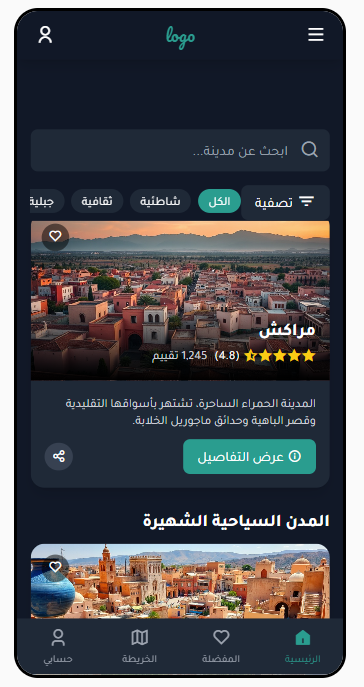 logo
ابحث عن مدينة...
تصفية الكل شاطئية ثقافية جبلية
مراكش
(4.8) 1,245 تقييم
المدينة الحمراء الساحرة، تشتهر بأسواقها التقليدية
وقصر الباهية وحدائق ماجوريل الخلابة.
عرض التفاصيل
المدن السياحية الشهيرة
الرئيسية المفضلة الخريطة حسابي